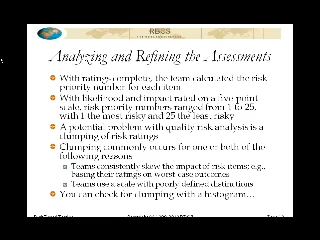 RBSS
Analyzing and Refining the Assessments
With ratings complete, the team calculated the risk
priority number for each item
With likelihood and impact rated on a five point
scale, risk priority numbers ranged from 1 to 25,
with 1 the most risky and 25 the least risky
A potential problem with quality risk analysis is a
clumping of risk ratings
Clumping commonly occurs for one or both of the
following reasons
Teams consistently skew the impact of risk items; e.g.,
basing their ratings on worst-case outcomes
Teams use a scale with poorly defined distinctions
You can check for clumping with a histogram…